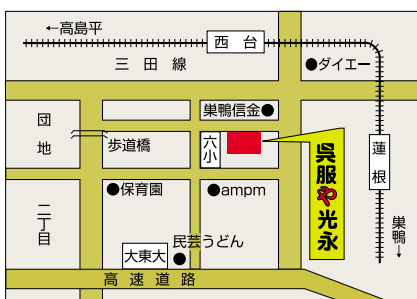 ←高島平
西台
三田線
●ダイエー
巣鴨信金●
団地
歩道橋
六小
呉服や光永
蓮根
二丁目
●保育園
●ampm
巣鴨→
民芸うどん
大東大
高速道路